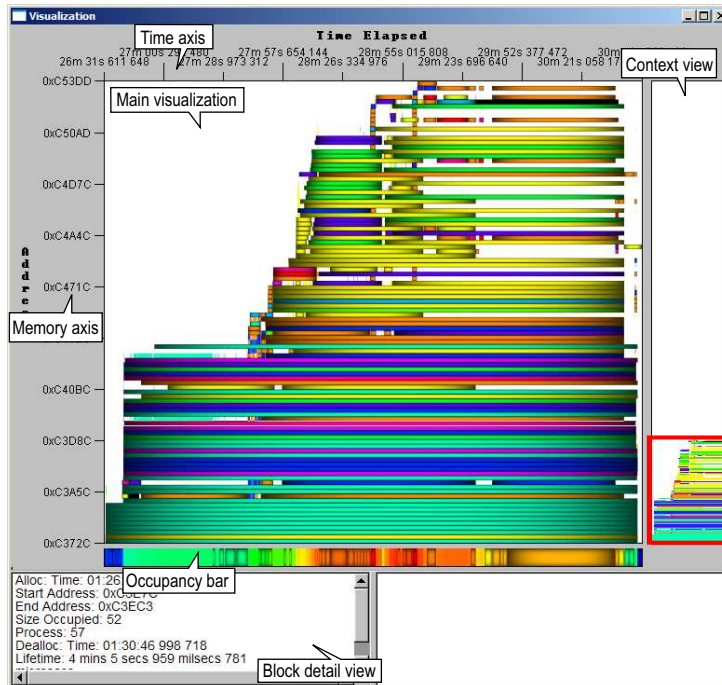 Visualization
Time Elapsed
27m 00s 29 480
27m 57s 654 144
28m 55s 015 808
29m 52s 377 472
30m
26m 31s 611 648
27m 28s 973 312
28m 26s 334 976
29m 23s 696 640
30m 21s 058 17
Time axis
Context view
0xC53DD
Main visualization
0xC50AD
0xC4D7C
0xC4A4C
Addre
0xC471C
Memory axis
0xC40BC
0xC3D8C
0xC3A5C
0xC372C
Occupancy bar
Alloc: Time: 01:26
Start Address:
End Address: 0xC3EC3
Size Occupied: 52
Process: 57
Dealloc: Time: 01:30:46 998 718
Lifetime: 4 mins 5 secs 959 milsecs 781
Block detail view